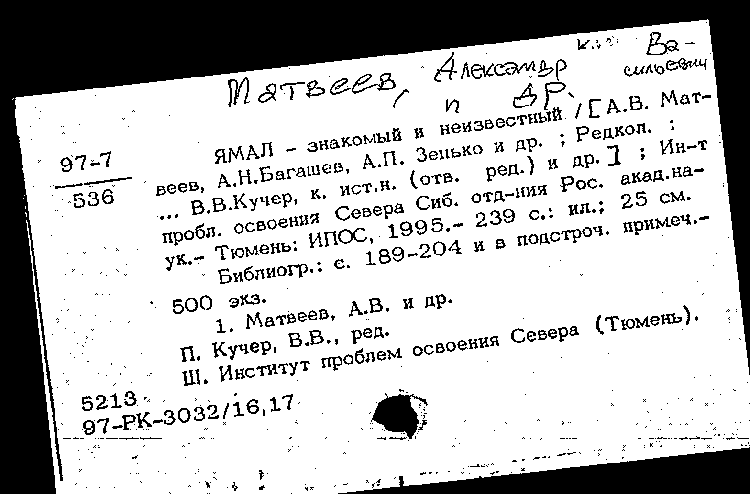 Матвеев, Александр Ва-
сильевич
и др.
97-7
536
ЯМАЛ - знакомый и неизвестный / [А.В. Мат-
веев, А.Н.Багашев, А.П. Зенько и др. ; Редкол. :
... В.В.Кучер, к. ист.н. (отв. ред.) и др.] ; Ин-т
пробл. освоения Севера Сиб. отд-ния Рос. акад.на-
ук.- Тюмень: ИПОС, 1995.- 239 с.: ил.; 25 см.
Библиогр.: с. 189-204 и в подстроч. примеч.-
500 экз.
1. Матвеев, А.В. и др.
П. Кучер, В.В., ред.
Ш. Институт проблем освоения Севера (Тюмень).
5213
97-РК-3032/16,17